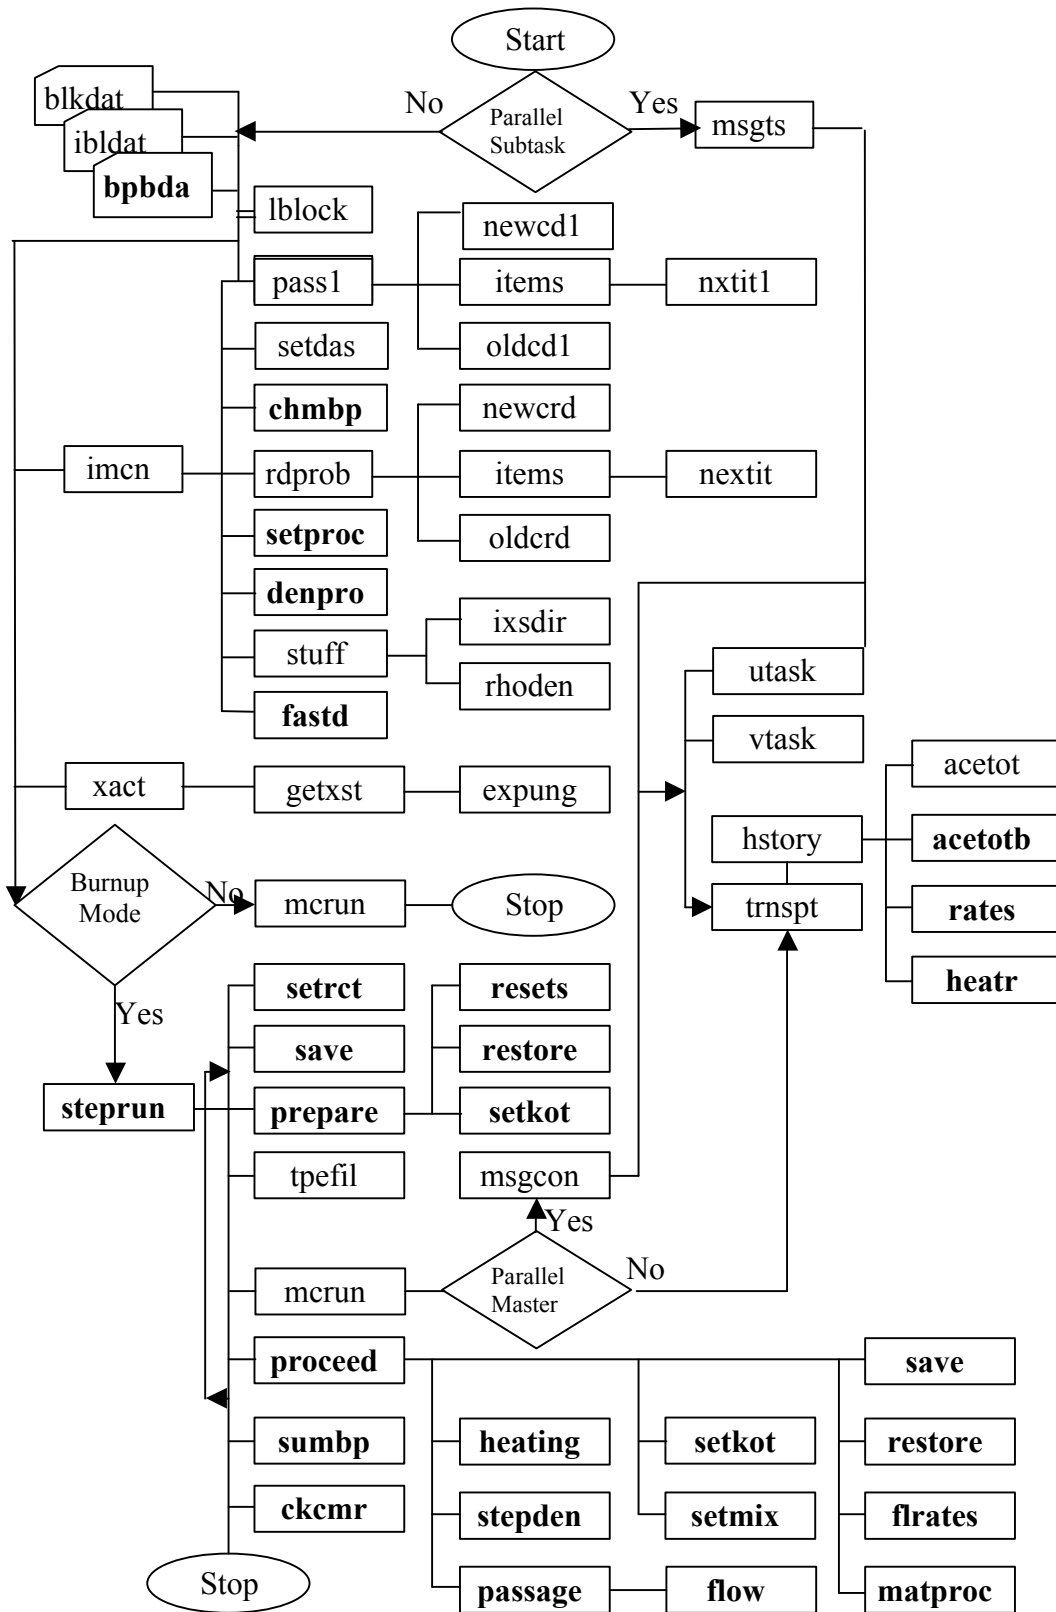 Start
blkdat
No
Parallel
Subtask
Yes
msgts
ibldat
bpbda
lblock
newcd1
pass1
items
nxtit1
setdas
oldcd1
chmbp
newcrd
imcn
rdprob
items
nextit
setproc
oldcrd
denpro
ixsdir
stuff
utask
rhoden
fastd
vtask
acetot
xact
getxst
expung
hstory
acetotb
Burnup
Mode
No
mcrun
Stop
trnspt
rates
setrct
resets
heatr
Yes
save
restore
steprun
prepare
setkot
tpefil
msgcon
Yes
mcrun
Parallel
Master
No
proceed
save
sumbp
heating
setkot
restore
ckcmr
stepden
setmix
flrates
Stop
passage
flow
matproc